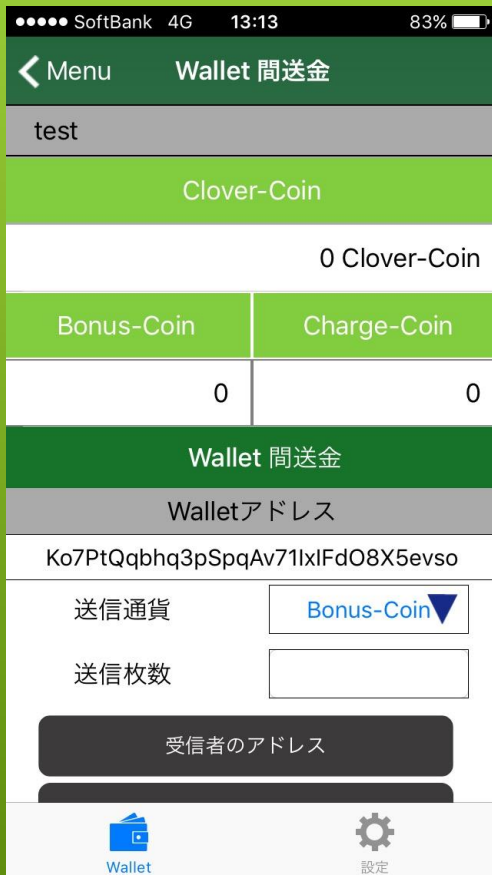 SoftBank 4G 13:13 83%
Menu Wallet 間送金
test
Clover-Coin
0 Clover-Coin
Bonus-Coin Charge-Coin
0 0
Wallet 間送金
Walletアドレス
Ko7PtQqbhq3pSpqAv71lxlFdO8X5evso
送信通貨 Bonus-Coin
送信枚数
受信者のアドレス
Wallet 設定